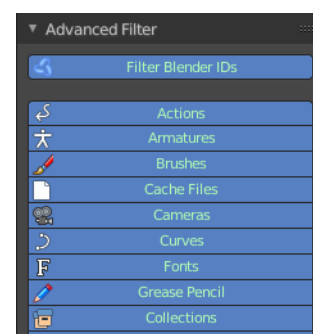 Advanced Filter
Filter Blender IDs
Actions
Armatures
Brushes
Cache Files
Cameras
Curves
Fonts
Grease Pencil
Collections